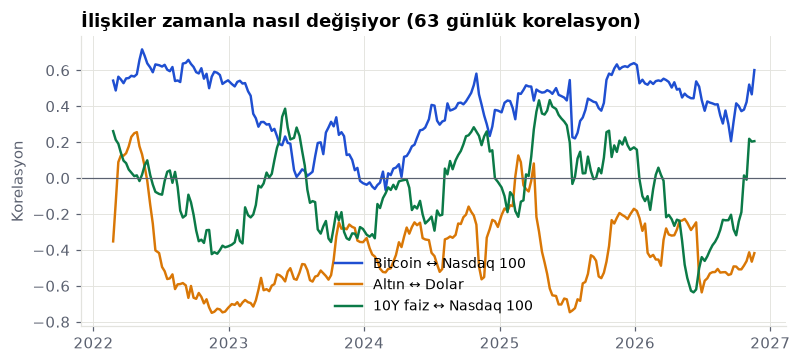 İlişkiler zamanla nasıl değişiyor (63 günlük korelasyon)
Korelasyon
0.6
0.4
0.2
0.0
−0.2
−0.4
−0.6
−0.8
Bitcoin ↔ Nasdaq 100
Altın ↔ Dolar
10Y faiz ↔ Nasdaq 100
2022 2023 2024 2025 2026 2027